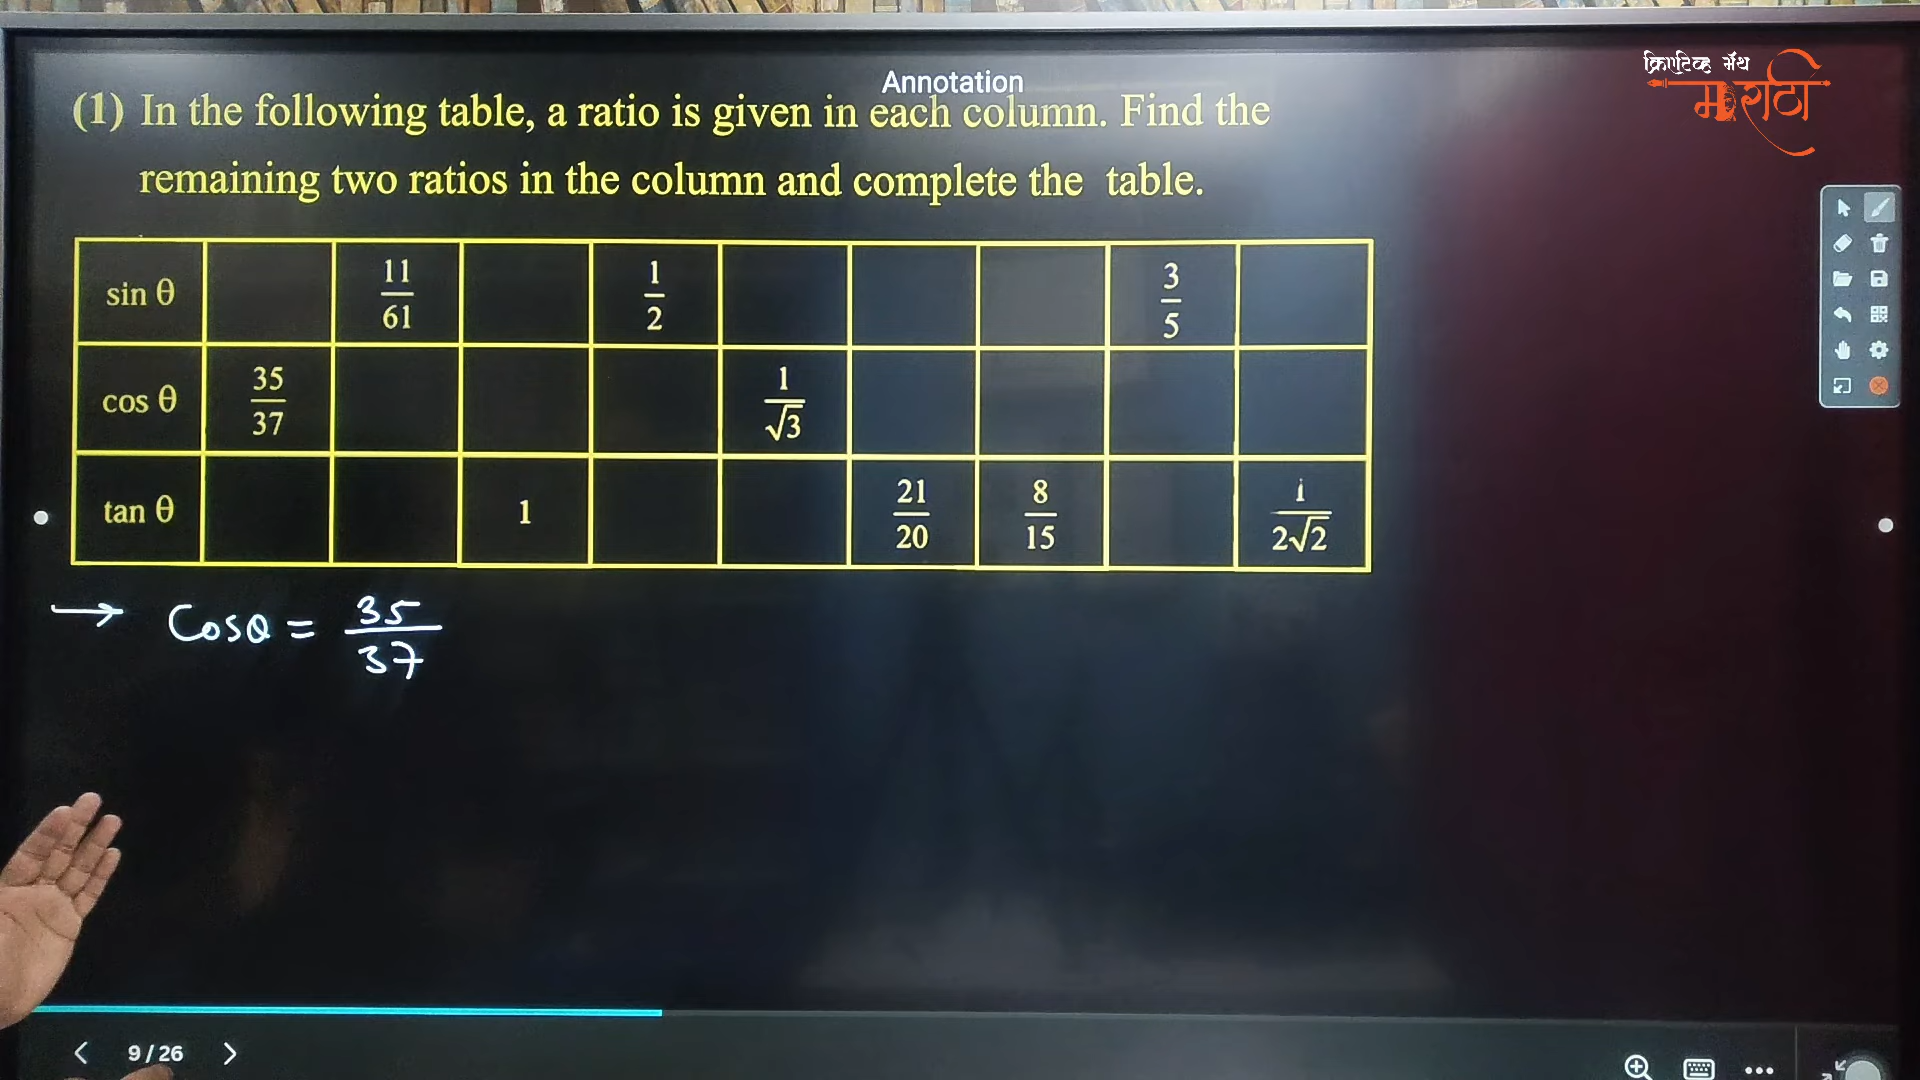 क्रिएटिव्ह मॅथ
मराठी
Annotation
(1) In the following table, a ratio is given in each column. Find the
remaining two ratios in the column and complete the table.
sin θ 11/61 1/2 3/5
cos θ 35/37 1/√3
tan θ 1 21/20 8/15 1/2√2
→ Cosθ = 35/37
9 / 26